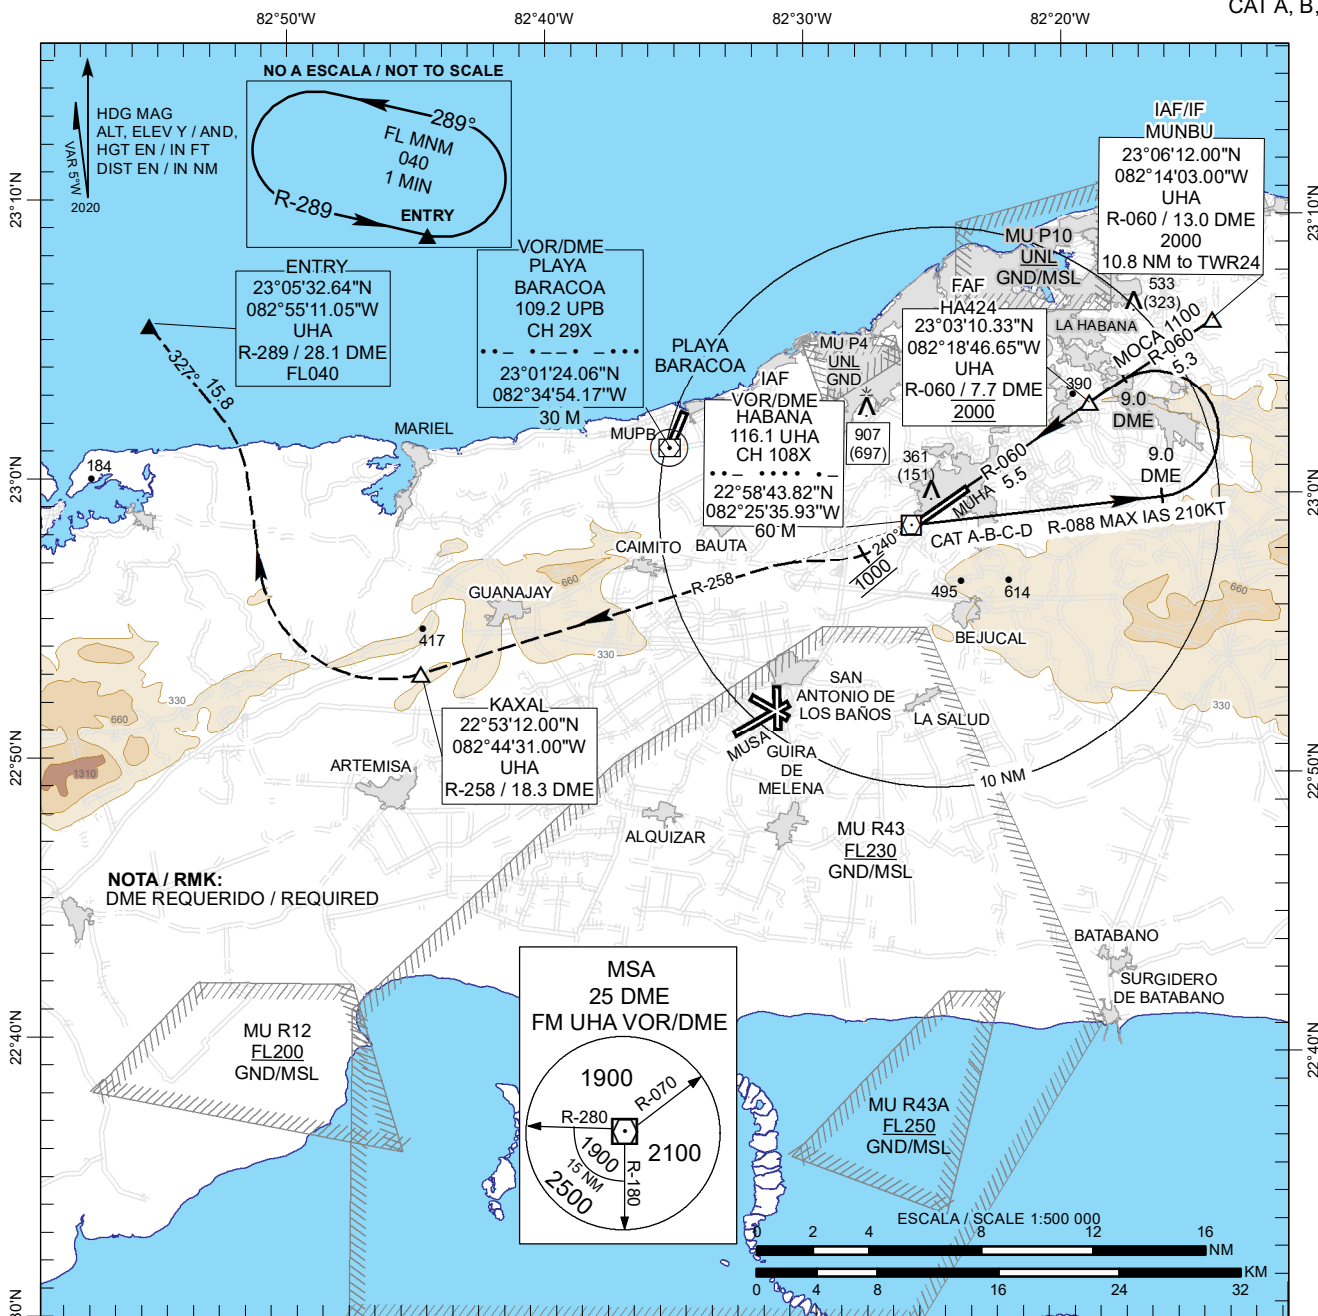 CAT A, B,
82°50'W
82°40'W
82°30'W
82°20'W
NO A ESCALA / NOT TO SCALE
HDG MAG
ALT, ELEV Y / AND,
HGT EN / IN FT
DIST EN / IN NM
VAR 5°W
2020
289°
FL MNM
040
1 MIN
R-289
ENTRY
23°10'N
23°0'N
22°50'N
22°40'N
23°10'N
23°0'N
22°50'N
22°40'N
ENTRY
23°05'32.64"N
082°55'11.05"W
UHA
R-289 / 28.1 DME
FL040
VOR/DME
PLAYA
BARACOA
109.2 UPB
CH 29X
••– •––• –•••
23°01'24.06"N
082°34'54.17"W
30 M
IAF/IF
MUNBU
23°06'12.00"N
082°14'03.00"W
UHA
R-060 / 13.0 DME
2000
10.8 NM to TWR24
MU P10
UNL
GND/MSL
533
(323)
FAF
HA424
23°03'10.33"N
082°18'46.65"W
UHA
R-060 / 7.7 DME
2000
LA HABANA
MOCA 1100
R-060
5.3
390
9.0
DME
9.0
DME
MU P4
UNL
GND
PLAYA
BARACOA
MUPB
IAF
VOR/DME
HABANA
116.1 UHA
CH 108X
••– •••• •–
22°58'43.82"N
082°25'35.93"W
60 M
907
(697)
361
(151)
R-060
5.5
MUHA
CAT A-B-C-D
R-088 MAX IAS 210KT
240°
1000
327°
15.8
184
MARIEL
CAIMITO
BAUTA
R-258
GUANAJAY
660
417
330
330
660
1310
495
614
BEJUCAL
660
330
KAXAL
22°53'12.00"N
082°44'31.00"W
UHA
R-258 / 18.3 DME
ARTEMISA
SAN
ANTONIO DE
LOS BAÑOS
LA SALUD
MUSA
GUIRA
DE
MELENA
10 NM
ALQUIZAR
MU R43
FL230
GND/MSL
NOTA / RMK:
DME REQUERIDO / REQUIRED
BATABANO
SURGIDERO
DE BATABANO
MU R12
FL200
GND/MSL
MSA
25 DME
FM UHA VOR/DME
1900
R-070
R-280
2100
1900
15 NM
R-180
2500
MU R43A
FL250
GND/MSL
ESCALA / SCALE 1:500 000
0 2 4 8 12 16
NM
KM
0 4 8 16 24 32